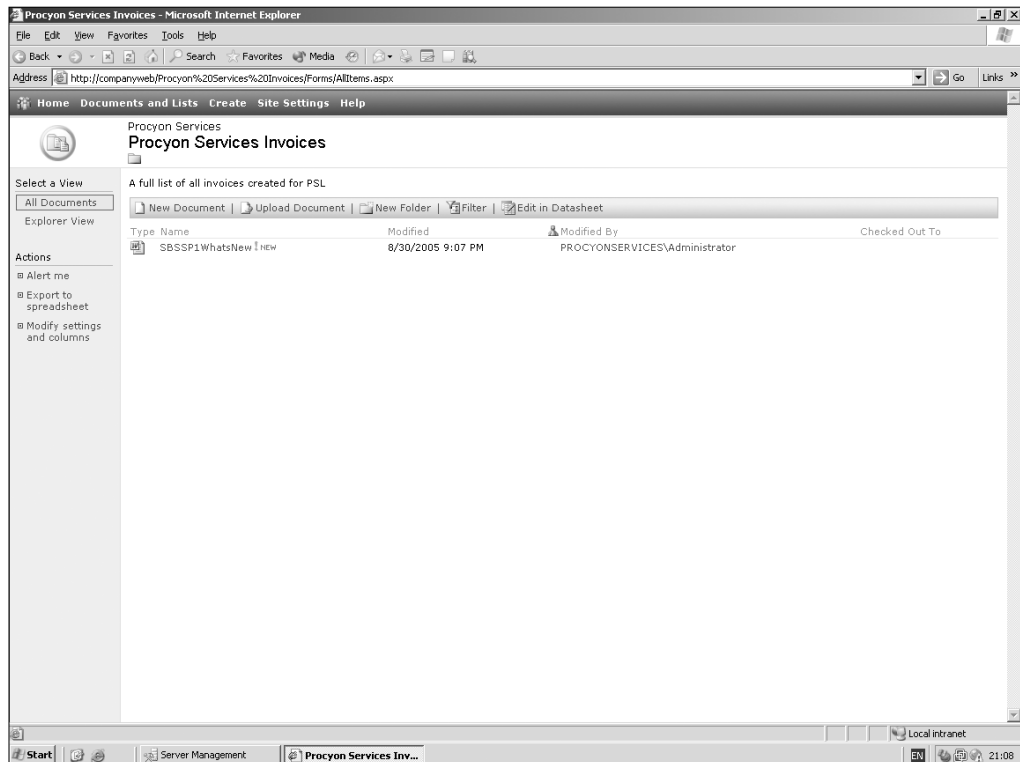 Procyon Services Invoices - Microsoft Internet Explorer
File Edit View Favorites Tools Help
Back Search Favorites Media
Address http://companyweb/Procyon%20Services%20Invoices/Forms/AllItems.aspx Go Links »
Home Documents and Lists Create Site Settings Help
Procyon Services
Procyon Services Invoices
Select a View
All Documents
Explorer View
Actions
Alert me
Export to
spreadsheet
Modify settings
and columns
A full list of all invoices created for PSL
New Document | Upload Document | New Folder | Filter | Edit in Datasheet
Type Name Modified Modified By Checked Out To
SBSSP1WhatsNew ! NEW 8/30/2005 9:07 PM PROCYONSERVICES\Administrator
Local intranet
Start Server Management Procyon Services Inv... EN 21:08